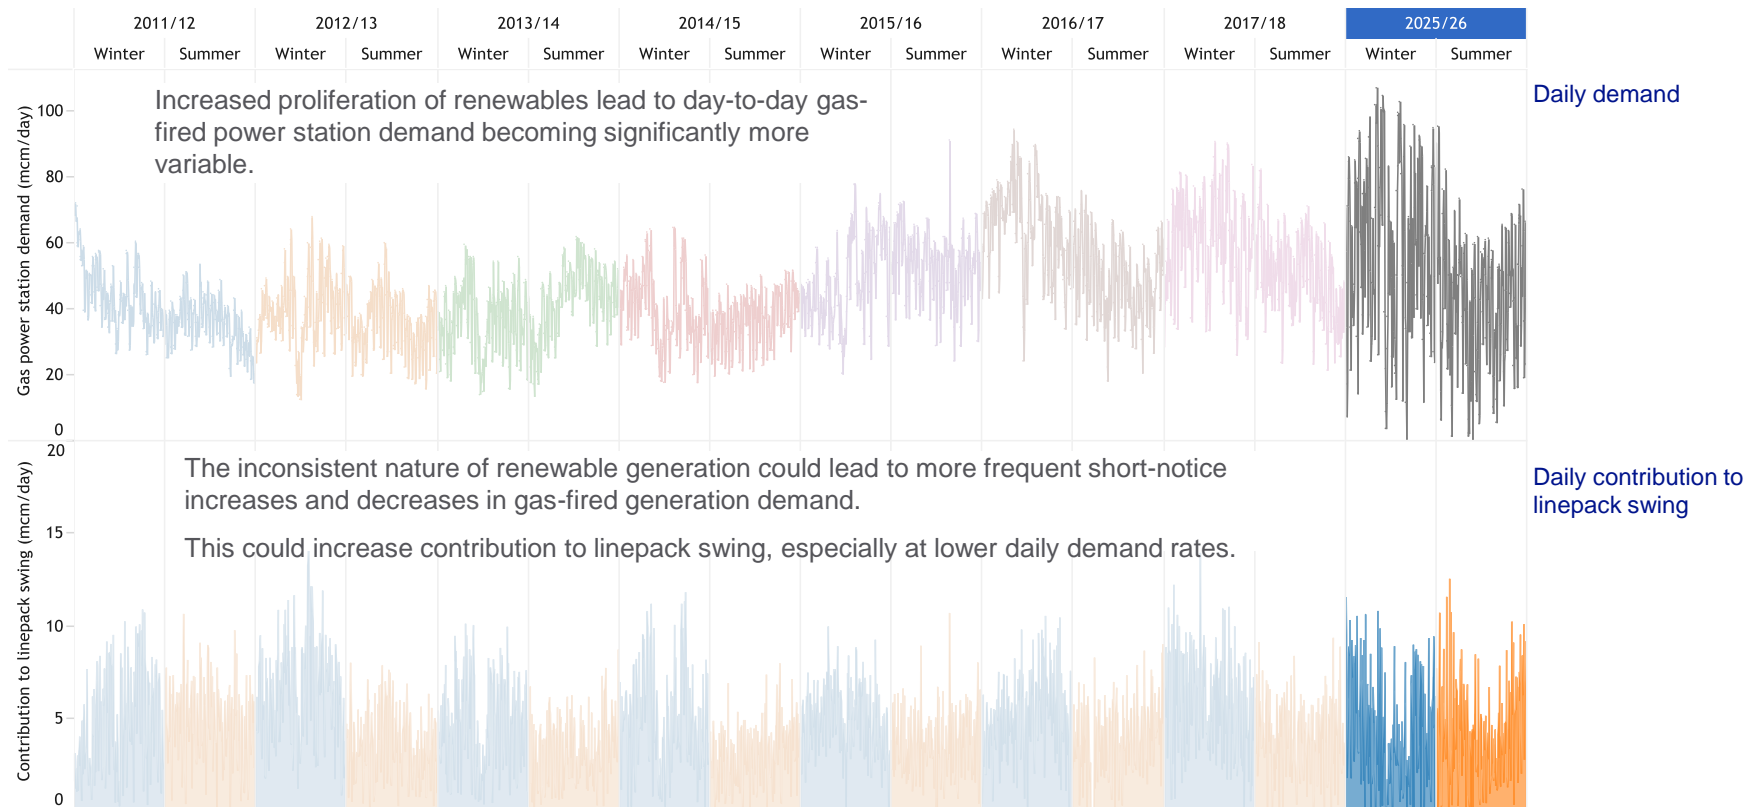 2011/12 2012/13 2013/14 2014/15 2015/16 2016/17 2017/18 2025/26
Winter Summer Winter Summer Winter Summer Winter Summer Winter Summer Winter Summer Winter Summer Winter Summer
Gas power station demand (mcm/day)
100
80
60
40
20
0
Increased proliferation of renewables lead to day-to-day gas-
fired power station demand becoming significantly more
variable.
Daily demand
Contribution to linepack swing (mcm/day)
20
15
10
5
0
The inconsistent nature of renewable generation could lead to more frequent short-notice
increases and decreases in gas-fired generation demand.
This could increase contribution to linepack swing, especially at lower daily demand rates.
Daily contribution to
linepack swing